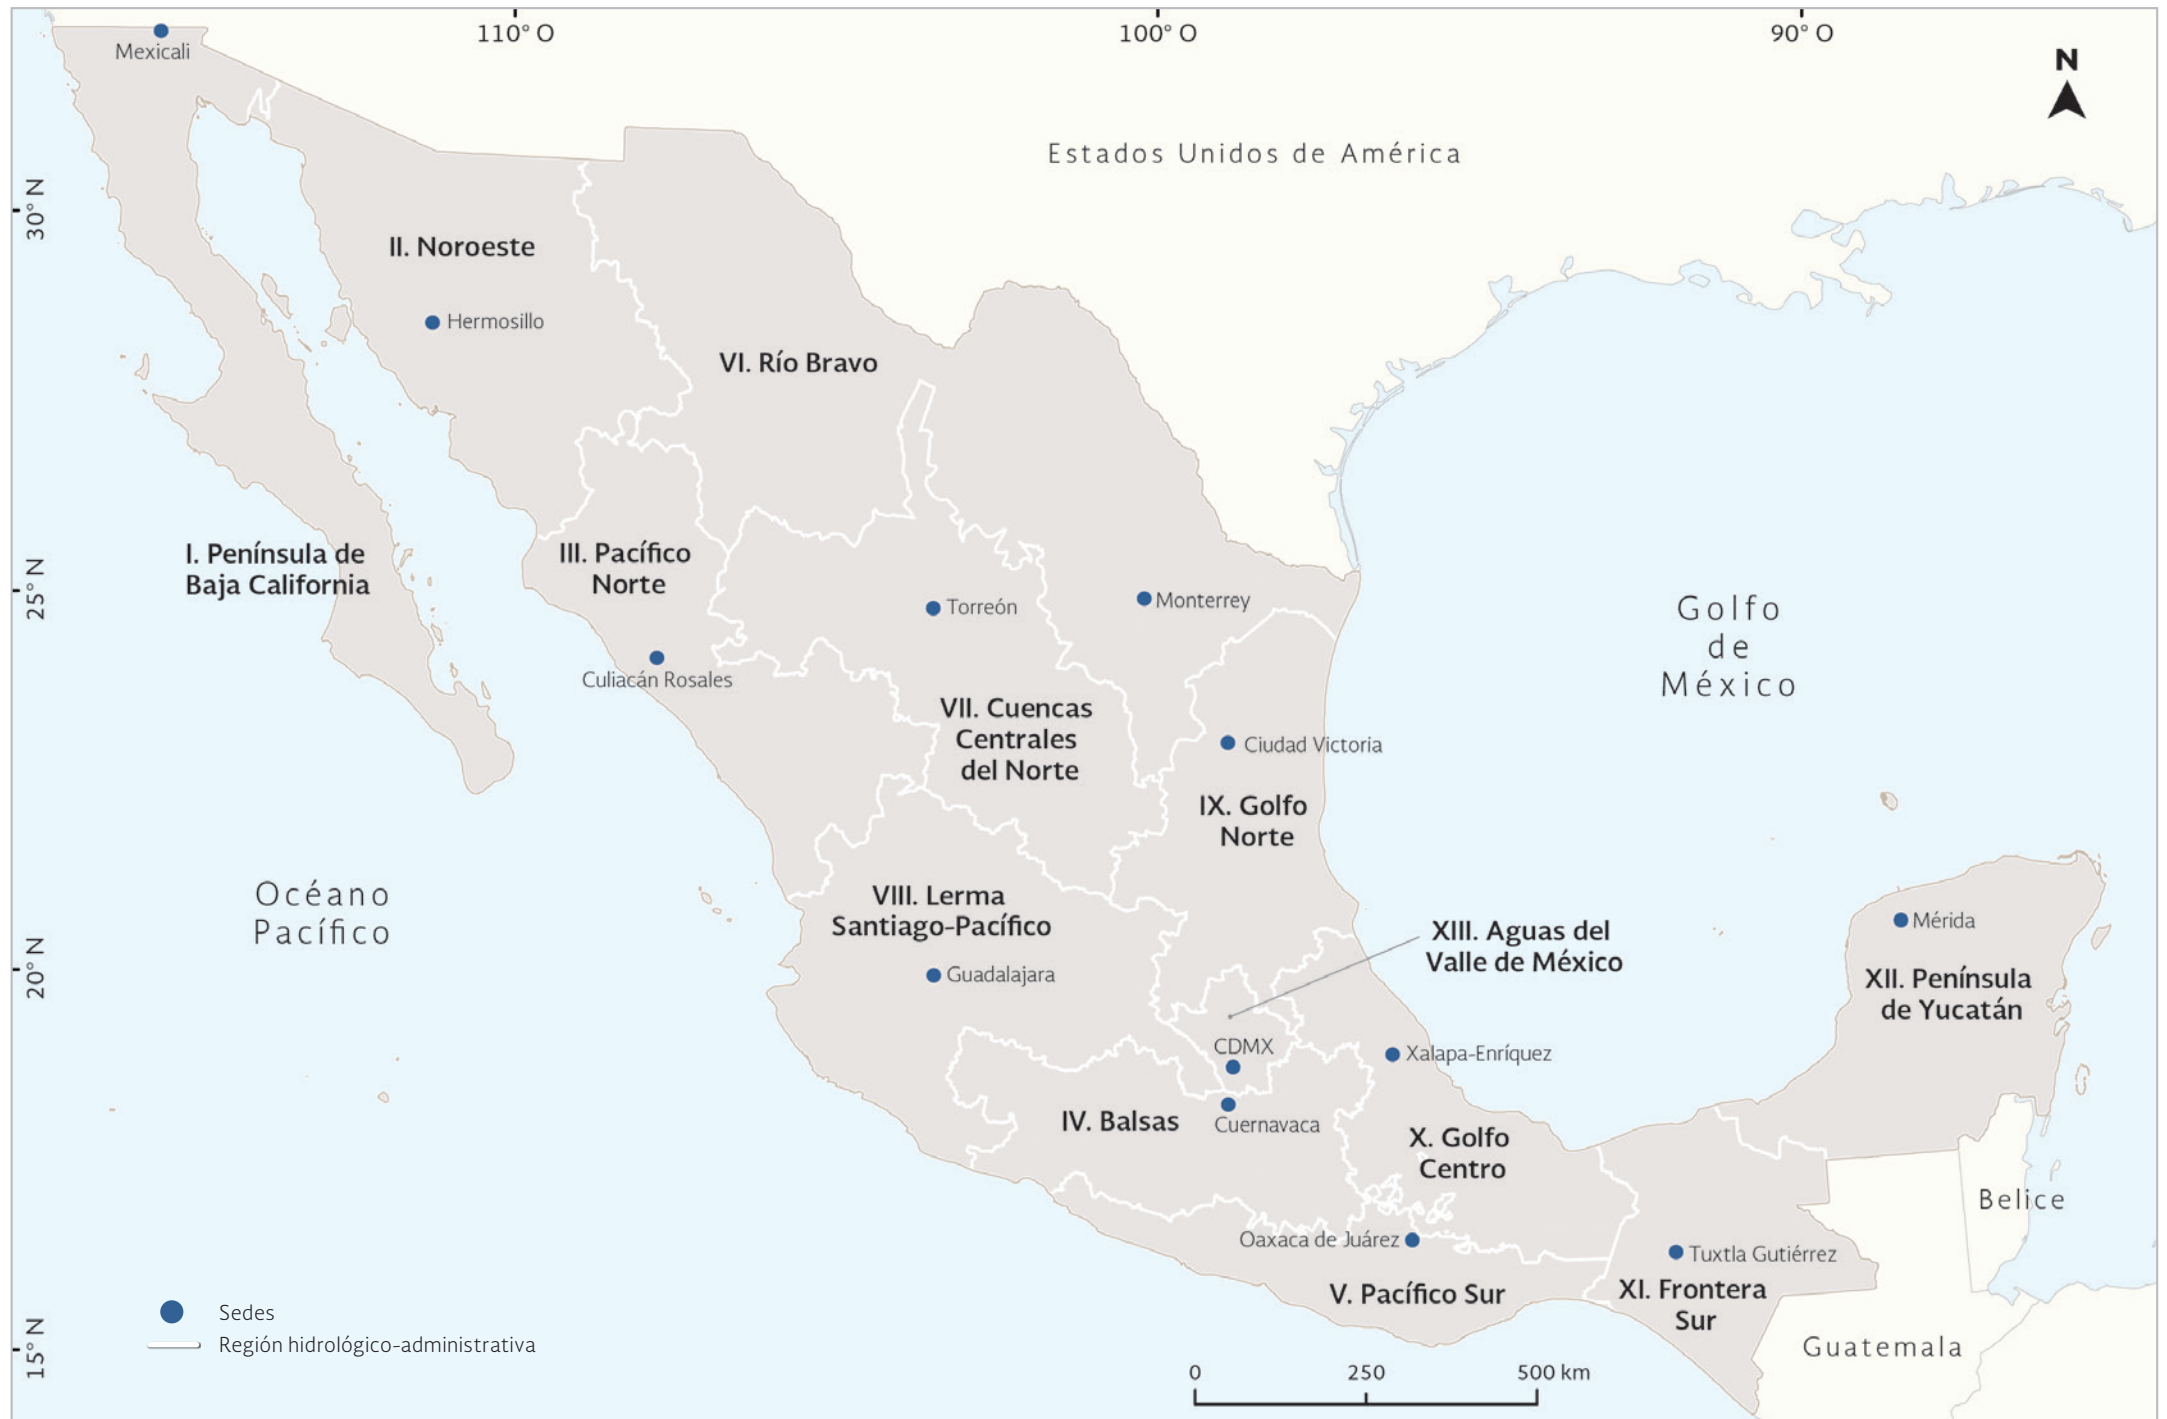 110° O
100° O
90° O
N
Mexicali
Estados Unidos de América
30° N
II. Noroeste
Hermosillo
VI. Río Bravo
25° N
I. Península de
Baja California
III. Pacífico
Norte
Torreón
Monterrey
Golfo
de
México
Culiacán Rosales
VII. Cuencas
Centrales
del Norte
Ciudad Victoria
IX. Golfo
Norte
Océano
Pacífico
20° N
VIII. Lerma
Santiago-Pacífico
Guadalajara
XIII. Aguas del
Valle de México
Mérida
XII. Península
de Yucatán
CDMX
Xalapa-Enríquez
IV. Balsas
Cuernavaca
X. Golfo
Centro
Belice
Oaxaca de Juárez
Tuxtla Gutiérrez
V. Pacífico Sur
XI. Frontera
Sur
Guatemala
15° N
Sedes
Región hidrológico-administrativa
0 250 500 km